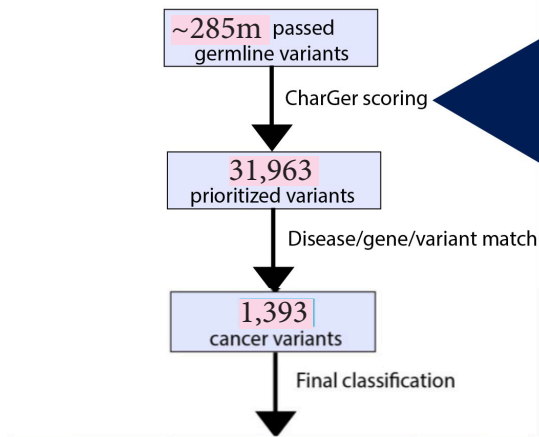 ~285m passed
germline variants
CharGer scoring
31,963
prioritized variants
Disease/gene/variant match
1,393
cancer variants
Final classification